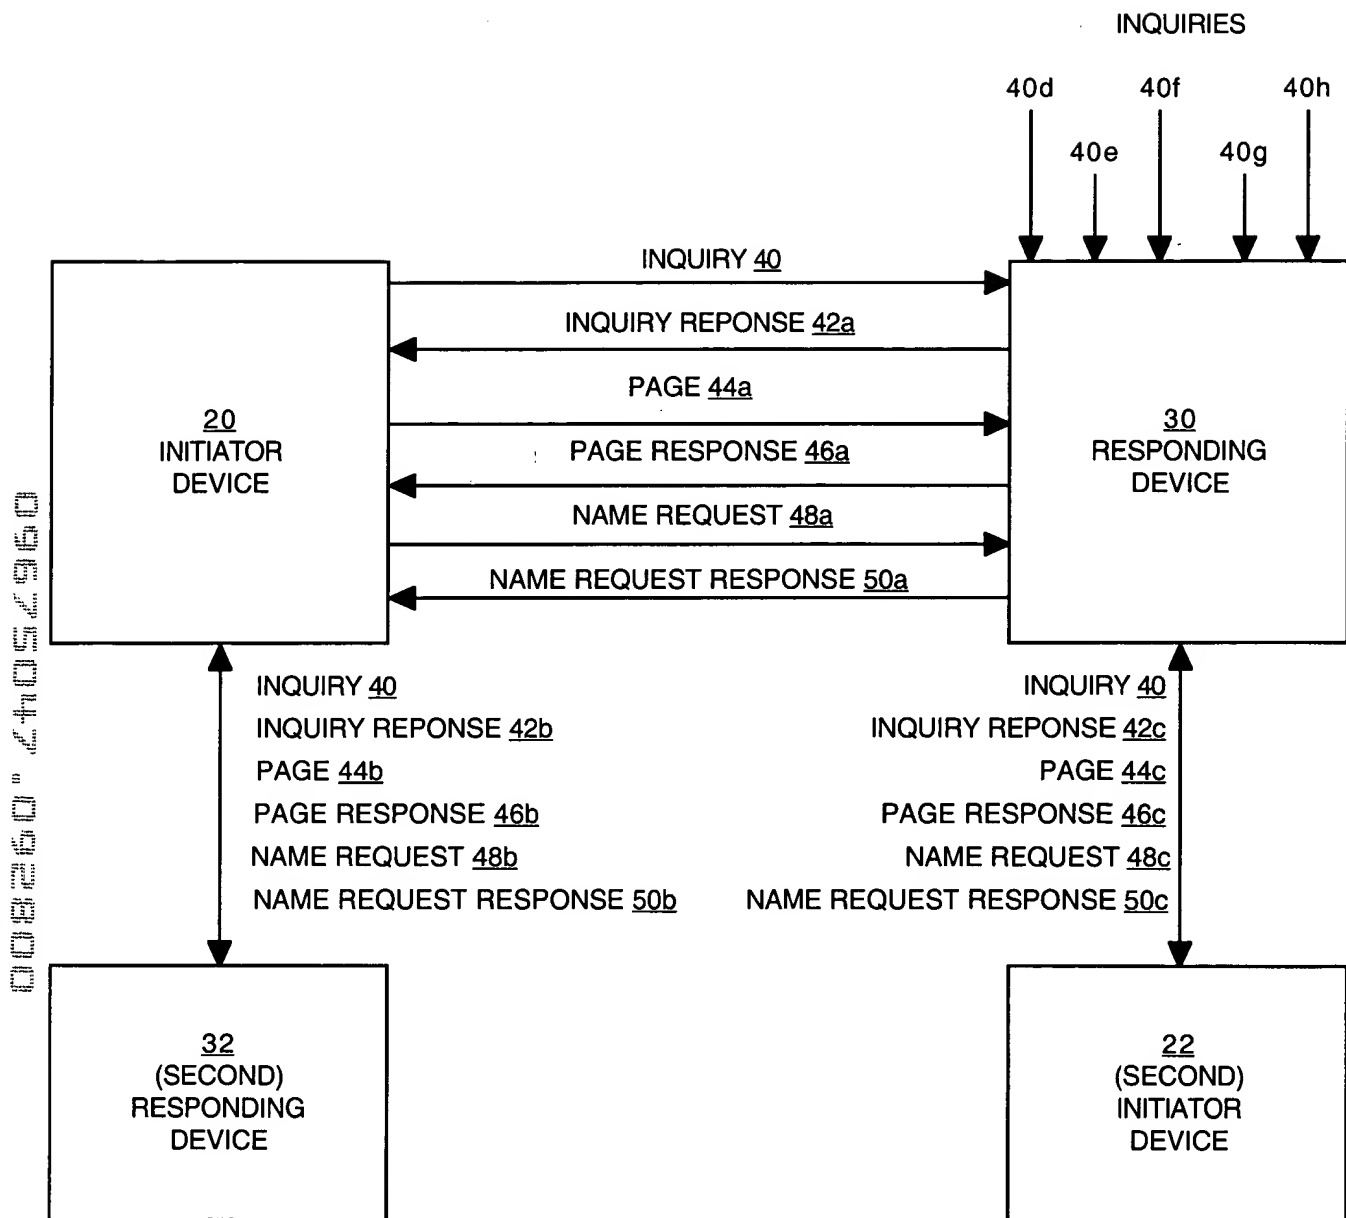 INQUIRIES
40d 40f 40h
40e 40g
INQUIRY 40
INQUIRY REPONSE 42a
PAGE 44a
PAGE RESPONSE 46a
NAME REQUEST 48a
NAME REQUEST RESPONSE 50a
20
INITIATOR
DEVICE
30
RESPONDING
DEVICE
INQUIRY 40
INQUIRY REPONSE 42b
PAGE 44b
PAGE RESPONSE 46b
NAME REQUEST 48b
NAME REQUEST RESPONSE 50b
INQUIRY 40
INQUIRY REPONSE 42c
PAGE 44c
PAGE RESPONSE 46c
NAME REQUEST 48c
NAME REQUEST RESPONSE 50c
32
(SECOND)
RESPONDING
DEVICE
22
(SECOND)
INITIATOR
DEVICE